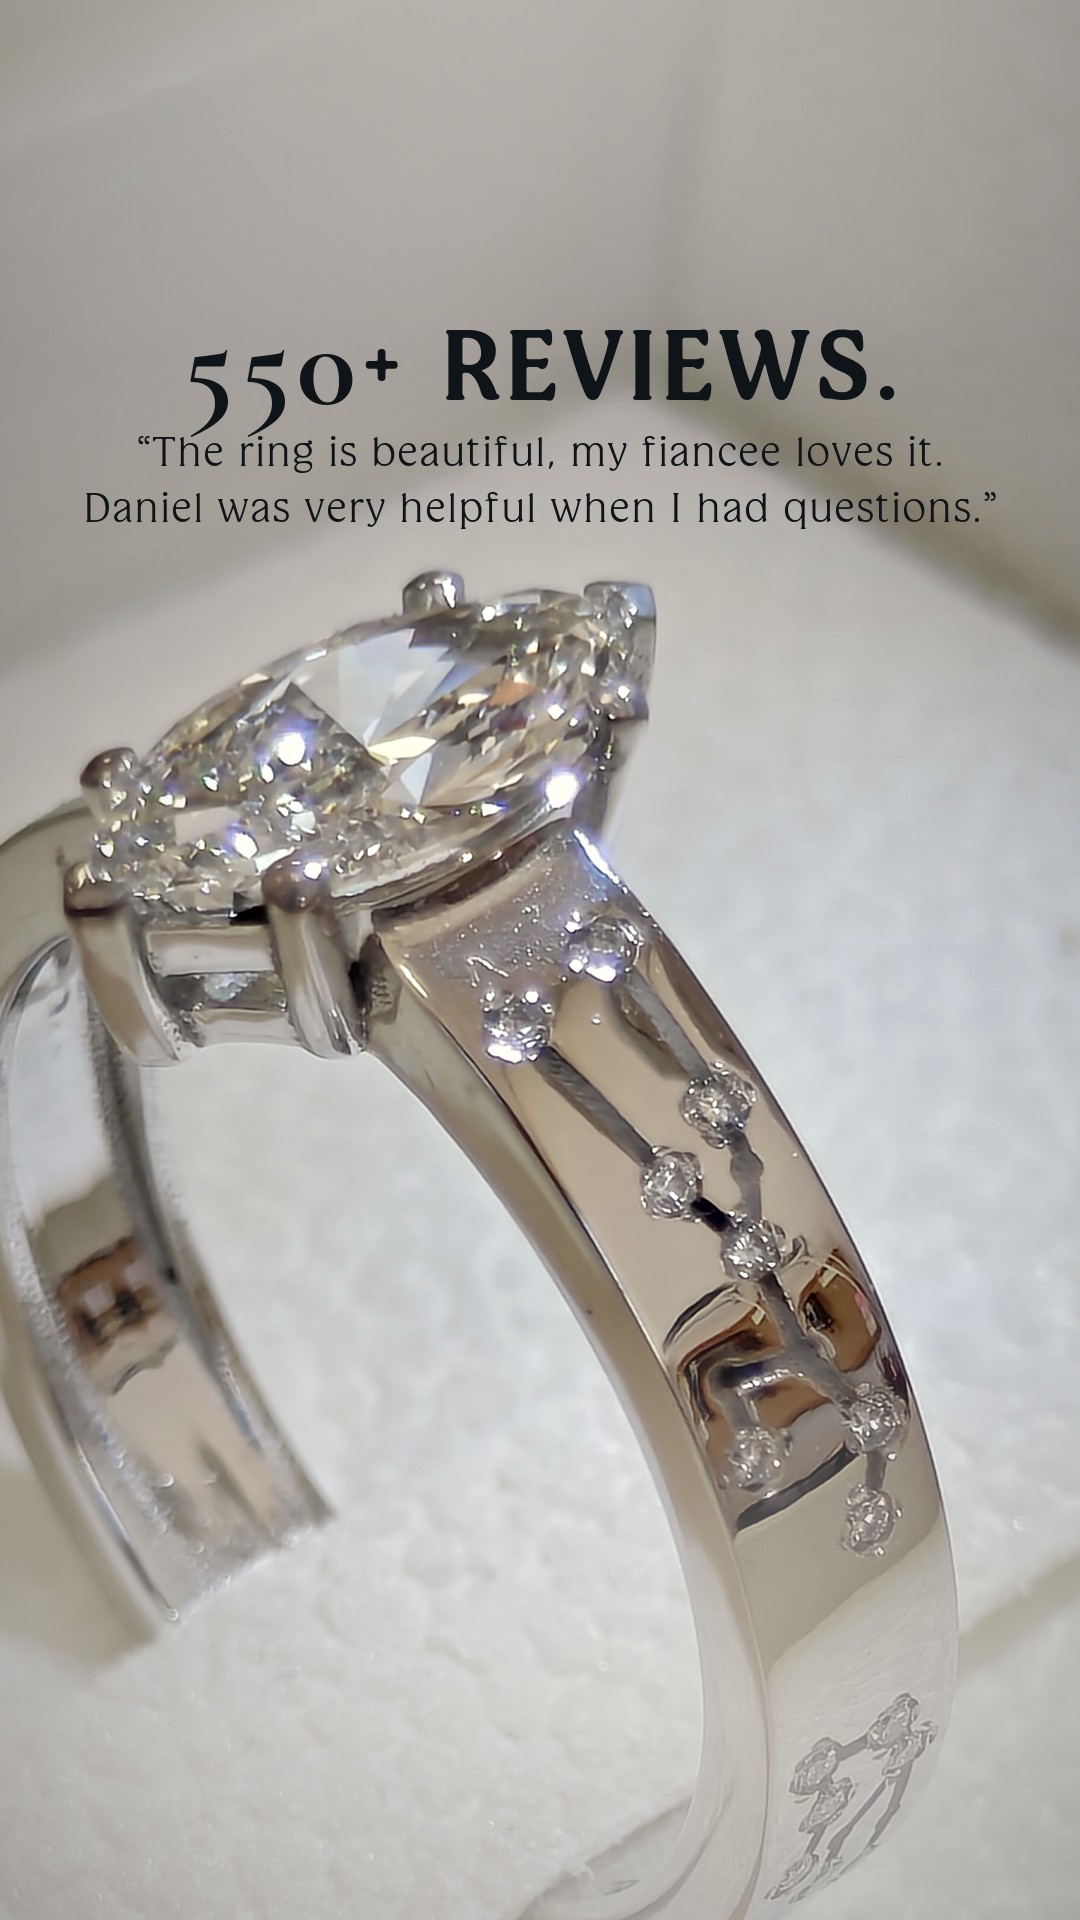 550+ REVIEWS.
“The ring is beautiful, my fiancee loves it.
Daniel was very helpful when I had questions.”